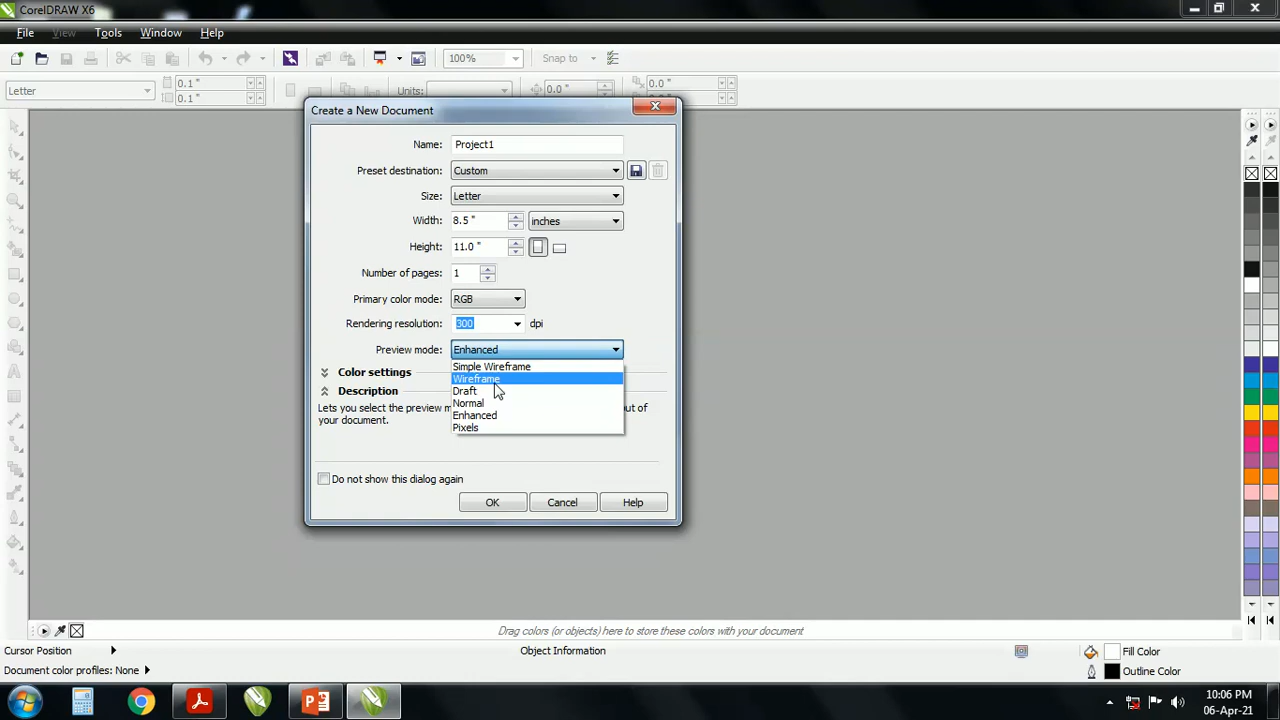 CorelDRAW X6
File View Tools Window Help
100% Snap to
Letter 0.1 " 0.1 " Units: 0.0 " 0.0 " 0.0 "
Create a New Document
Name: Project1
Preset destination: Custom
Size: Letter
Width: 8.5 " inches
Height: 11.0 "
Number of pages: 1
Primary color mode: RGB
Rendering resolution: 300 dpi
Preview mode: Enhanced
Simple Wireframe
Wireframe
Draft
Normal
Enhanced
Pixels
Color settings
Description
Lets you select the preview m out of
your document.
Do not show this dialog again
OK Cancel Help
Drag colors (or objects) here to store these colors with your document
Cursor Position Object Information Fill Color
Document color profiles: None Outline Color
10:06 PM
06-Apr-21